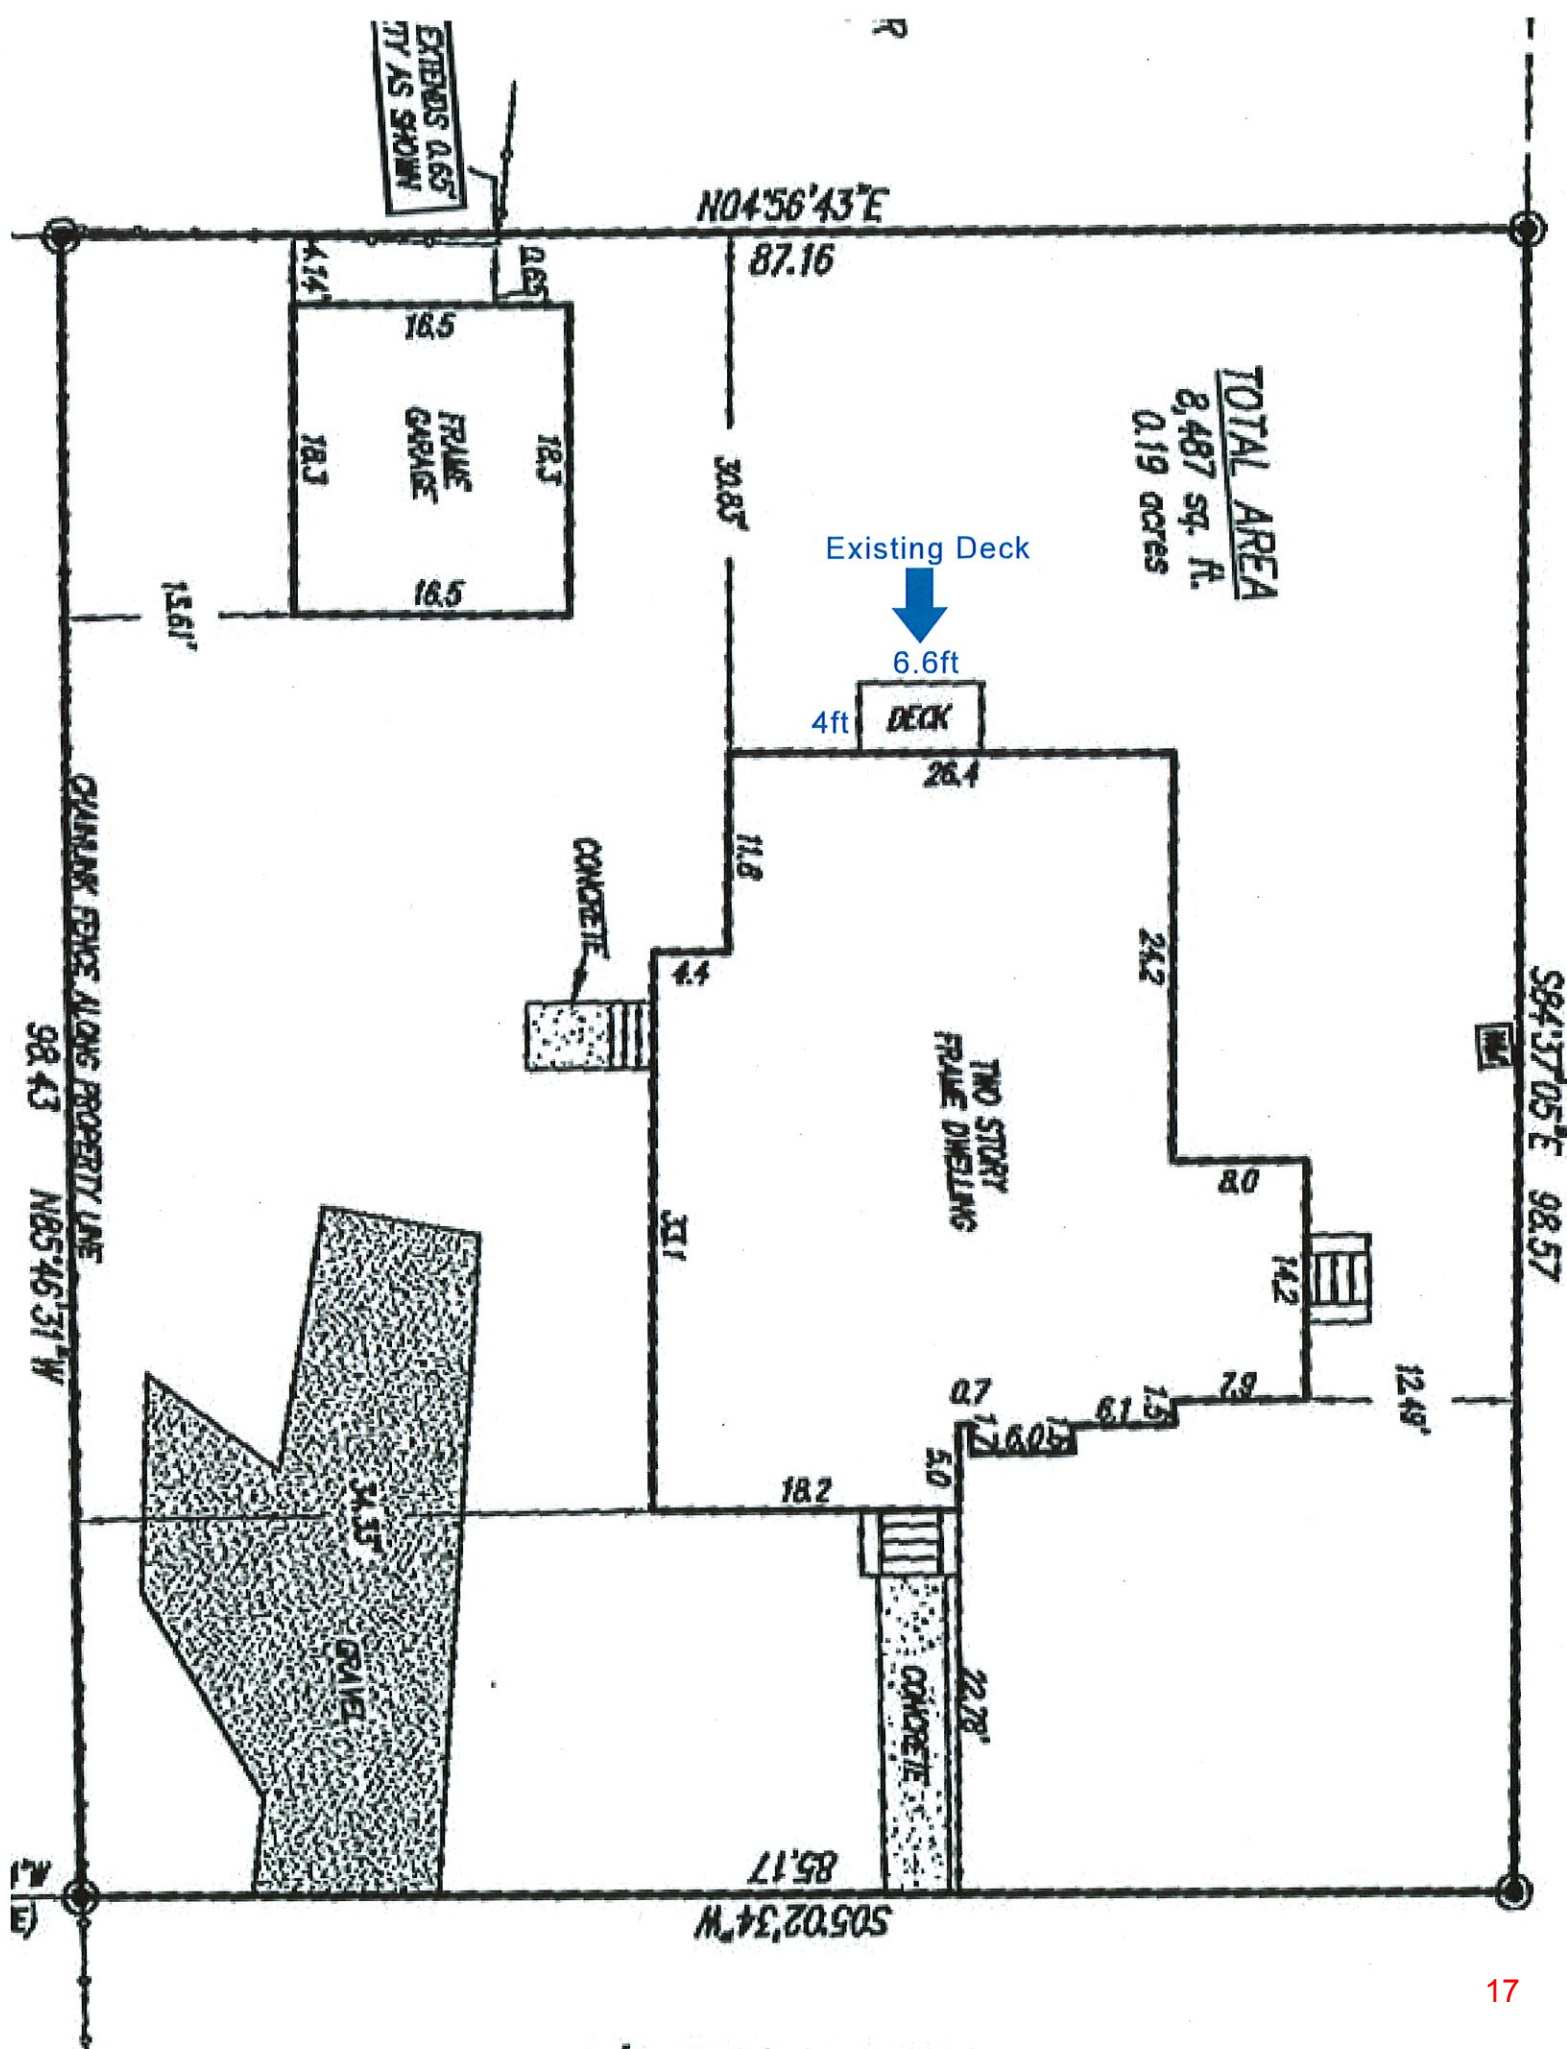 R
EXTENDS 0.65'
TY AS SHOWN
N04°56'43"E
87.16
4.14'
0.65'
16.5
18.3
18.3
FRAME
GARAGE
16.5
15.61'
30.83'
TOTAL AREA
8,487 sq. ft.
0.19 acres
Existing Deck
6.6ft
4ft
DECK
26.4
11.8
4.4
CONCRETE
24.2
TWO STORY
FRAME DWELLING
8.0
14.2
S84°37'05"E 98.57
CHAINLINK FENCE ALONG PROPERTY LINE
98.43 N85°46'31"W
33.1
12.49'
1.5
6.1
0.7
1.7
6.0
5.0
18.2
34.33'
GRAVEL
CONCRETE
22.78'
85.17
S05°02'34"W
17